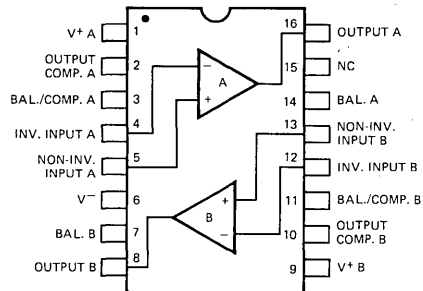 V+ A
1
OUTPUT
COMP. A
2
BAL./COMP. A
3
INV. INPUT A
4
NON-INV.
INPUT A
5
V−
6
BAL. B
7
OUTPUT B
8
−
A
+
+
B
−
16
OUTPUT A
15
NC
14
BAL. A
13
NON-INV.
INPUT B
12
INV. INPUT B
11
BAL./COMP. B
10
OUTPUT
COMP. B
9
V+ B